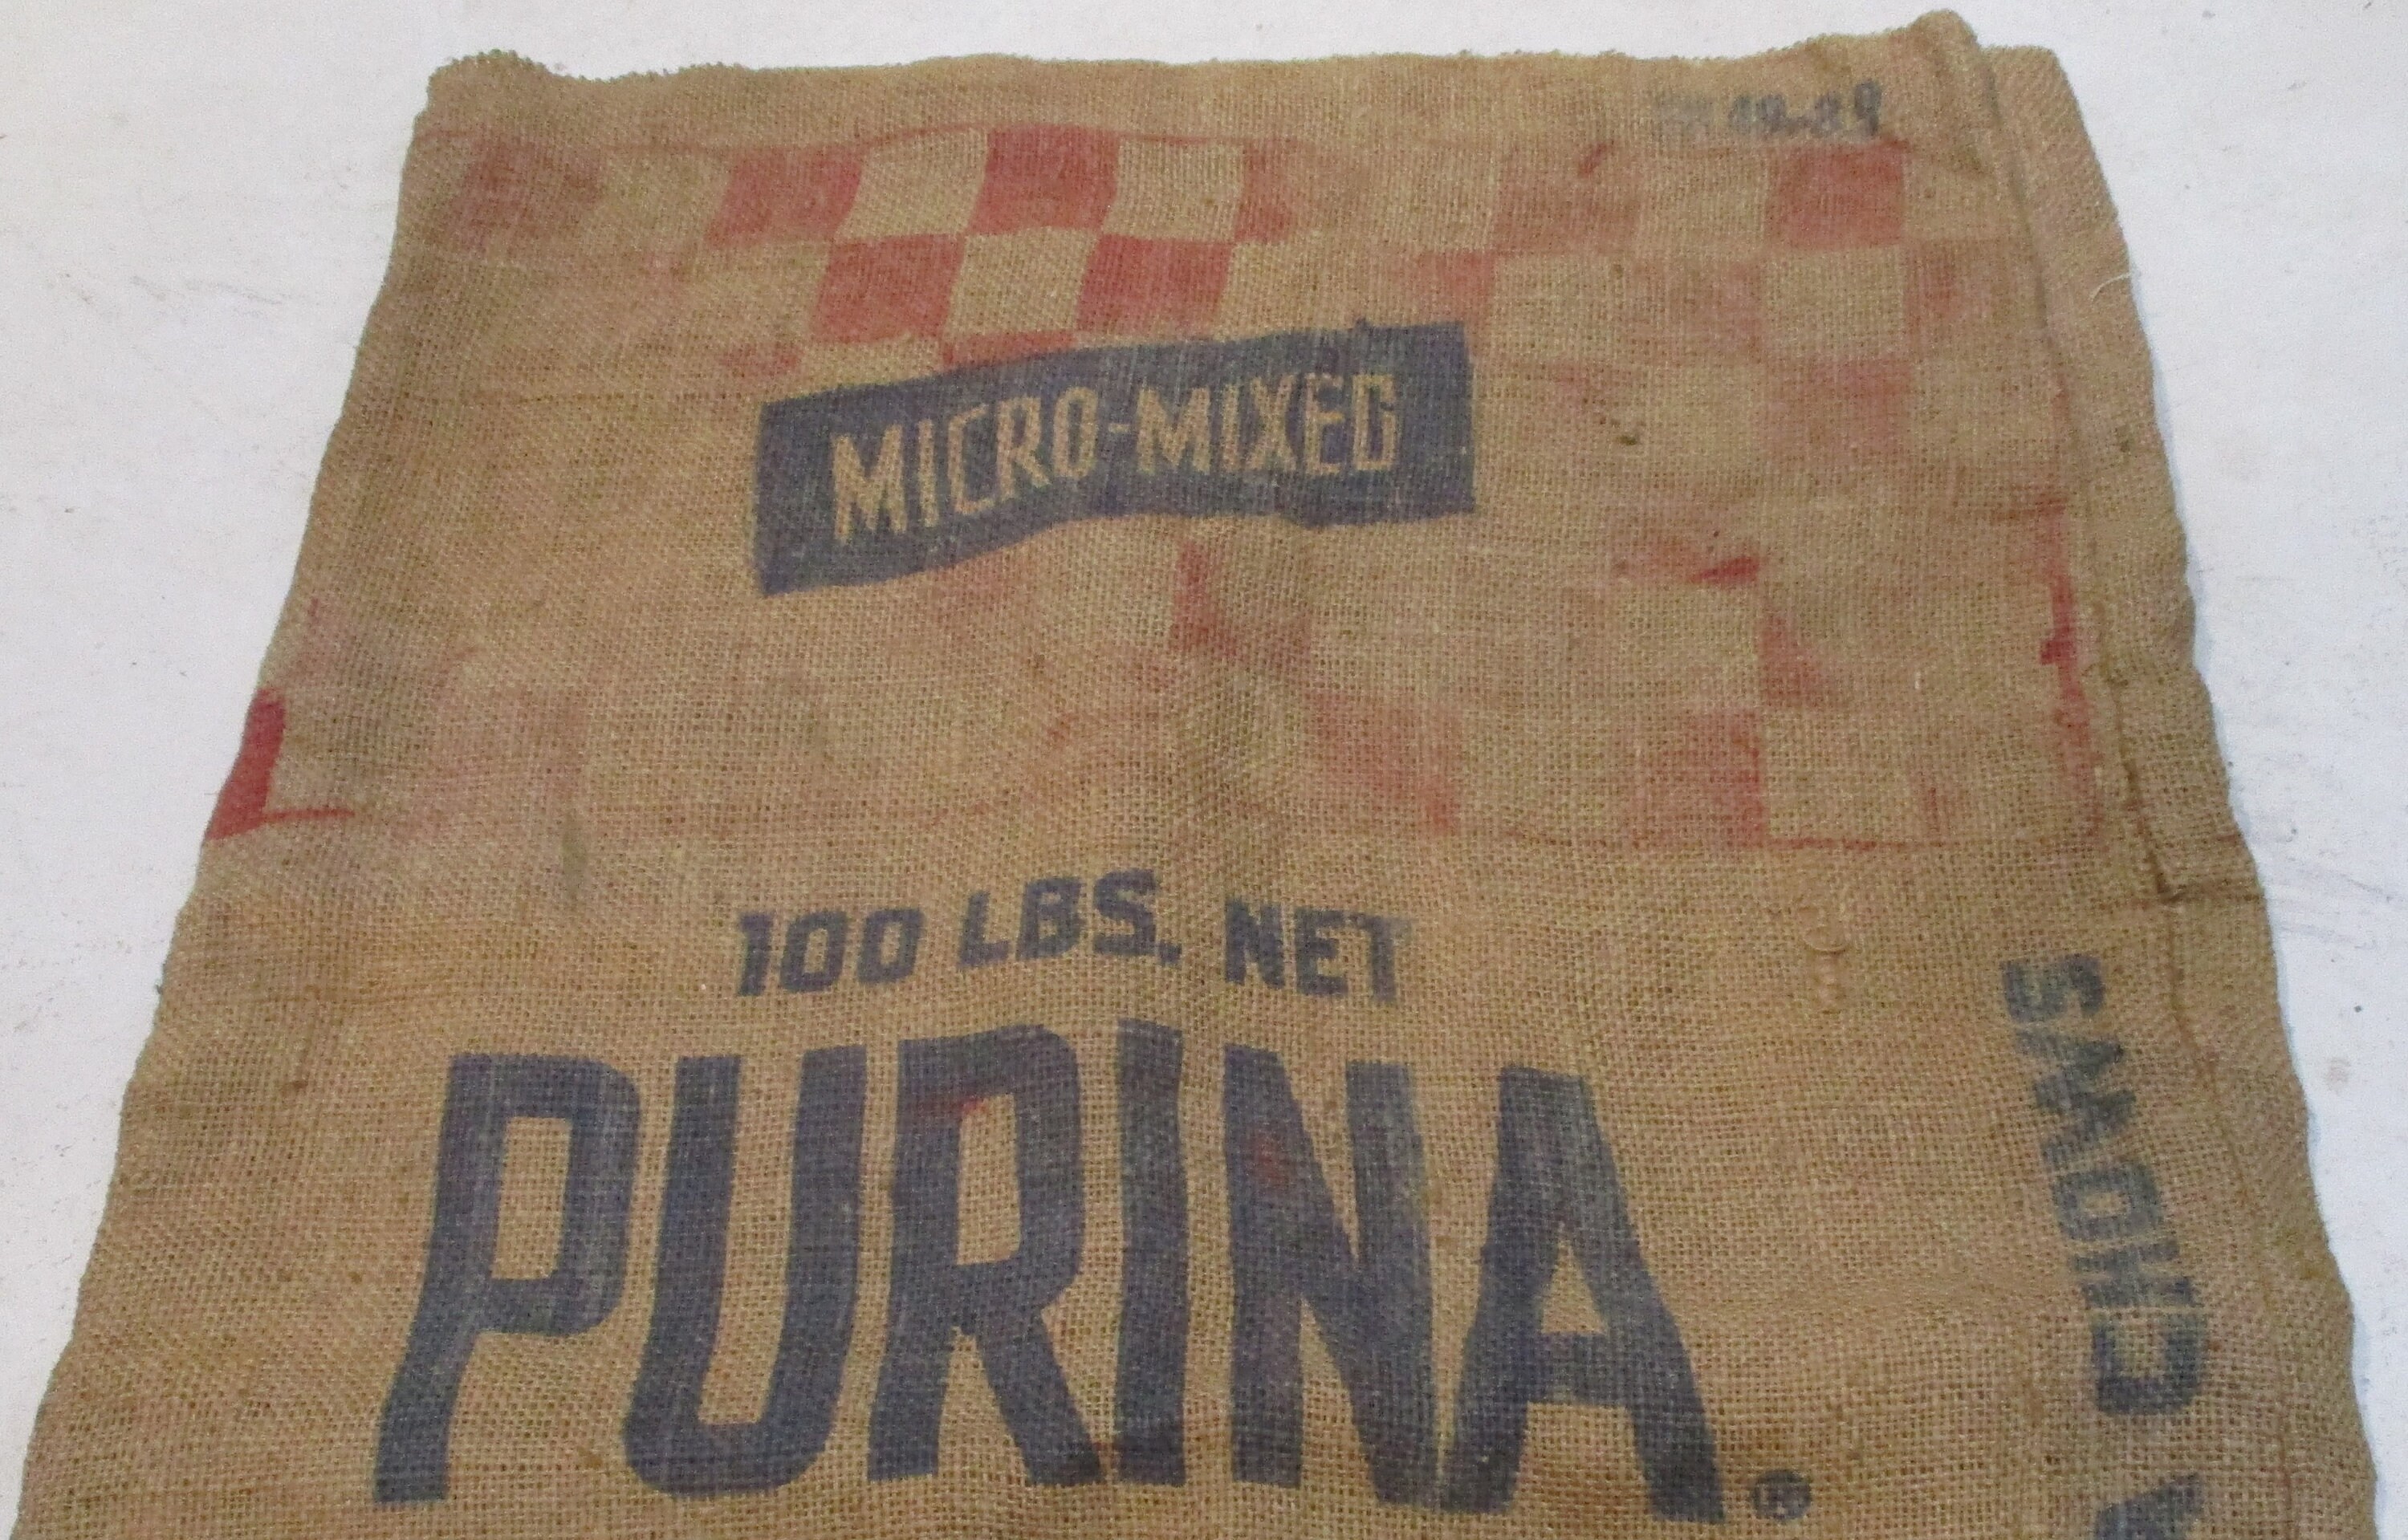 MICRO-MIXED
100 LBS. NET
PURINA®
CHOWS